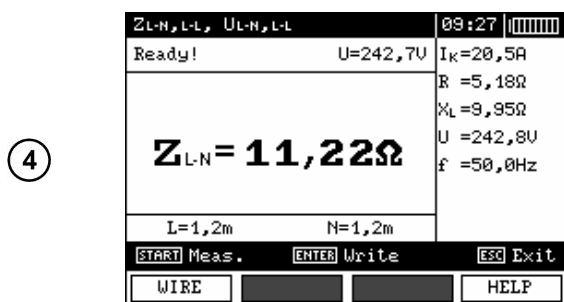 ZL-N,L-L, UL-N,L-L 09:27
Ready! U=242,7V
IK=20,5A
R =5,18Ω
XL=9,95Ω
U =242,8V
f =50,0Hz
4
ZL-N= 11,22Ω
L=1,2m N=1,2m
START Meas. ENTER Write ESC Exit
WIRE HELP